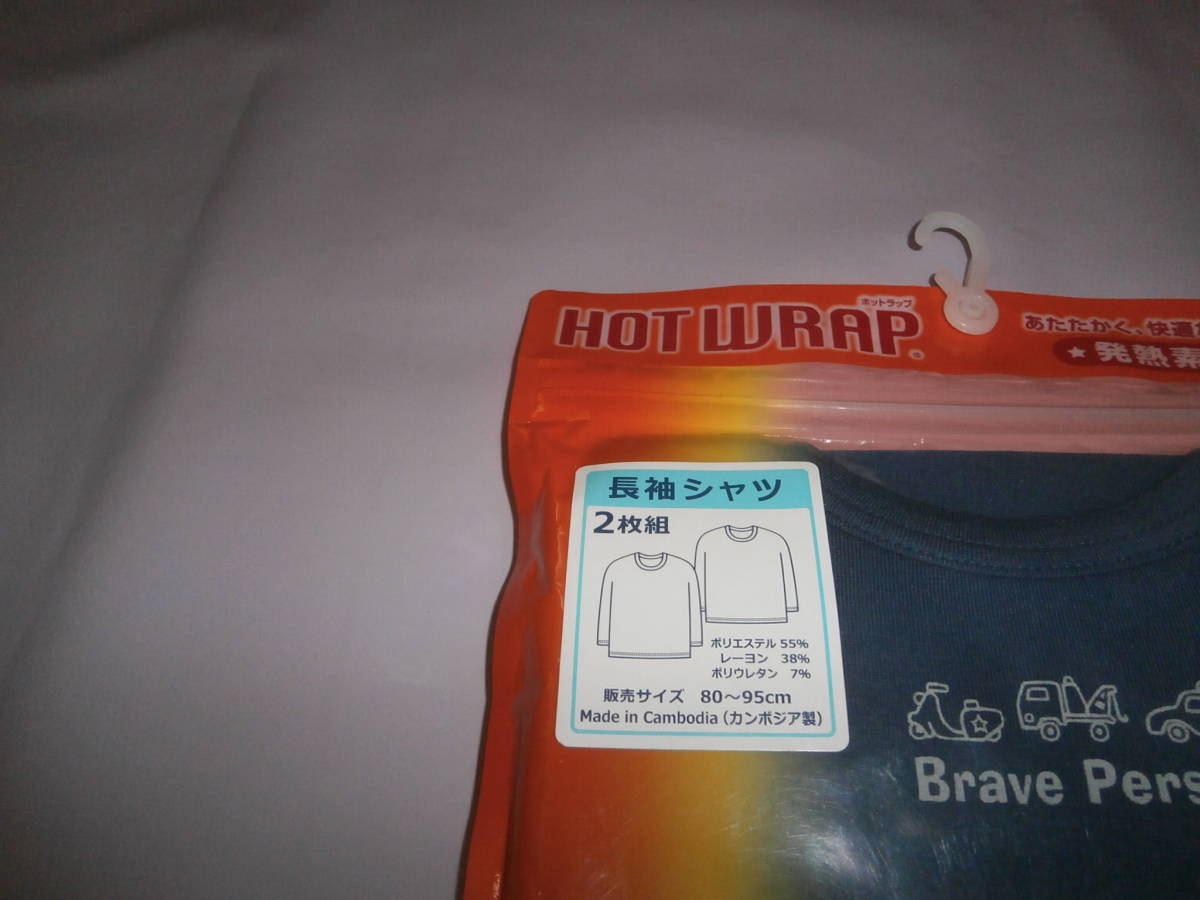 ホットラップ
HOT WRAP®
あたたかく、快適
★発熱素
長袖シャツ
2枚組
ポリエステル 55%
レーヨン 38%
ポリウレタン 7%
販売サイズ 80～95cm
Made in Cambodia (カンボジア製)
Brave Pers